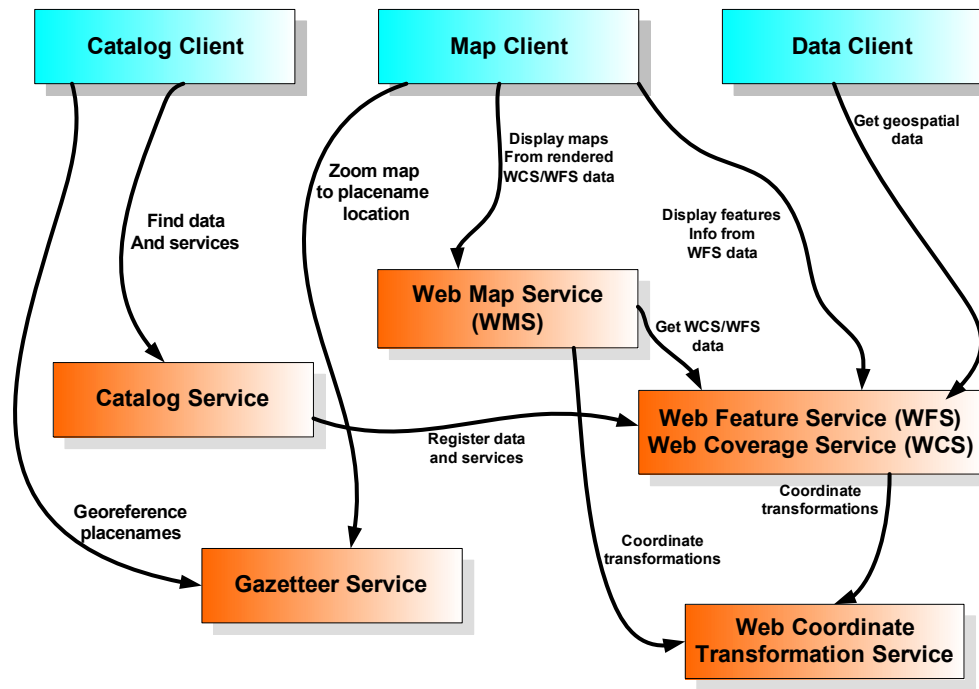 Catalog Client
Map Client
Data Client
Get geospatial
data
Display maps
From rendered
WCS/WFS data
Zoom map
to placename
location
Find data
And services
Display features
Info from
WFS data
Web Map Service
(WMS)
Get WCS/WFS
data
Catalog Service
Web Feature Service (WFS)
Web Coverage Service (WCS)
Register data
and services
Coordinate
transformations
Georeference
placenames
Coordinate
transformations
Gazetteer Service
Web Coordinate
Transformation Service